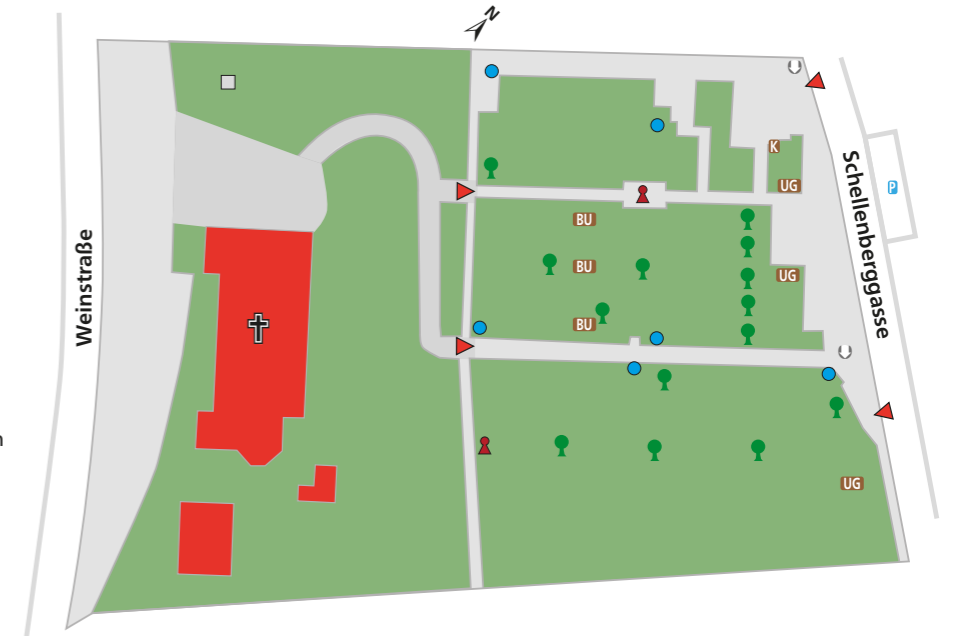 N
K
UG
P
BU
BU
UG
BU
Weinstraße
Schellenberggasse
n
UG